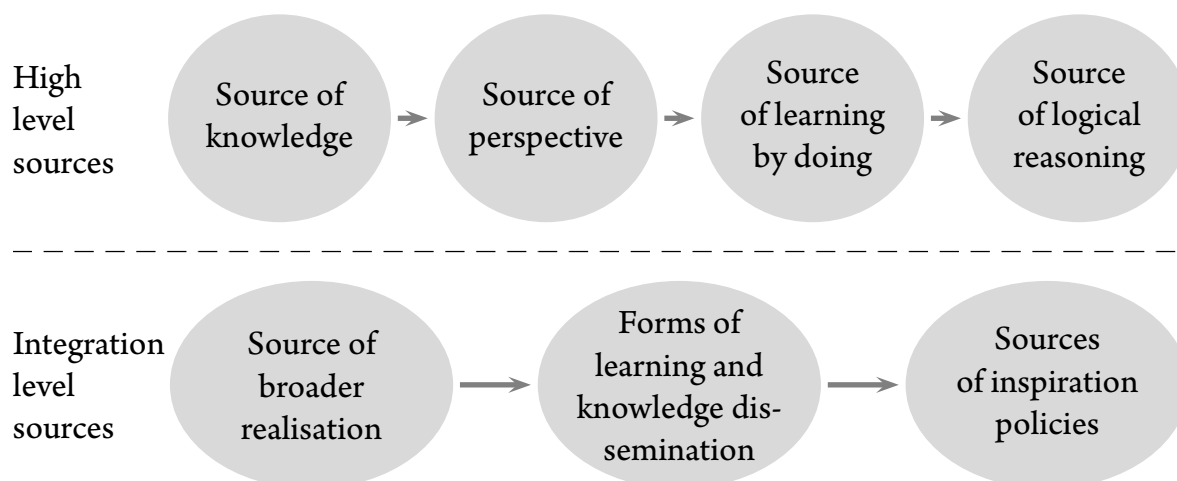 High
level
sources
Source of
knowledge
Source of
perspective
Source
of learning
by doing
Source
of logical
reasoning
Integration
level
sources
Source of
broader
realisation
Forms of
learning and
knowledge dis-
semination
Sources
of inspiration
policies